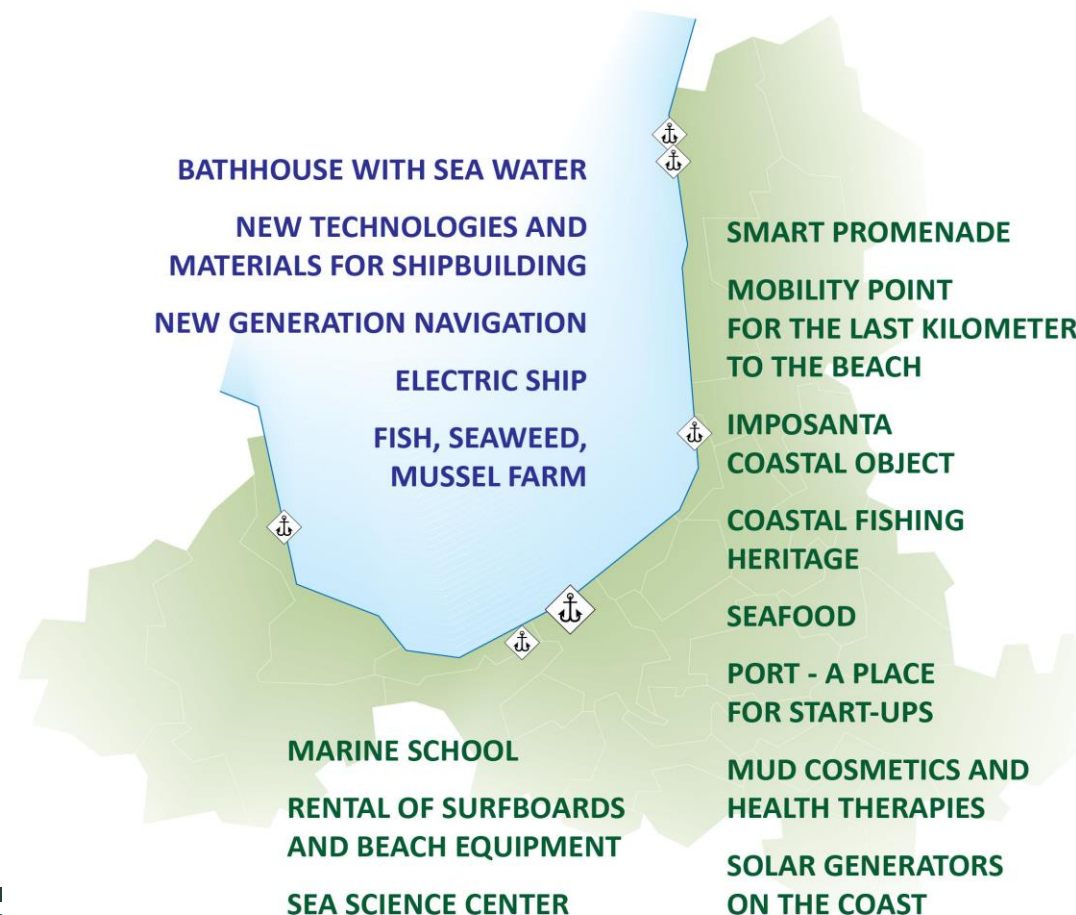 BATHHOUSE WITH SEA WATER
NEW TECHNOLOGIES AND
MATERIALS FOR SHIPBUILDING
NEW GENERATION NAVIGATION
ELECTRIC SHIP
FISH, SEAWEED,
MUSSEL FARM
SMART PROMENADE
MOBILITY POINT
FOR THE LAST KILOMETER
TO THE BEACH
IMPOSANTA
COASTAL OBJECT
COASTAL FISHING
HERITAGE
SEAFOOD
PORT - A PLACE
FOR START-UPS
MUD COSMETICS AND
HEALTH THERAPIES
SOLAR GENERATORS
ON THE COAST
MARINE SCHOOL
RENTAL OF SURFBOARDS
AND BEACH EQUIPMENT
SEA SCIENCE CENTER